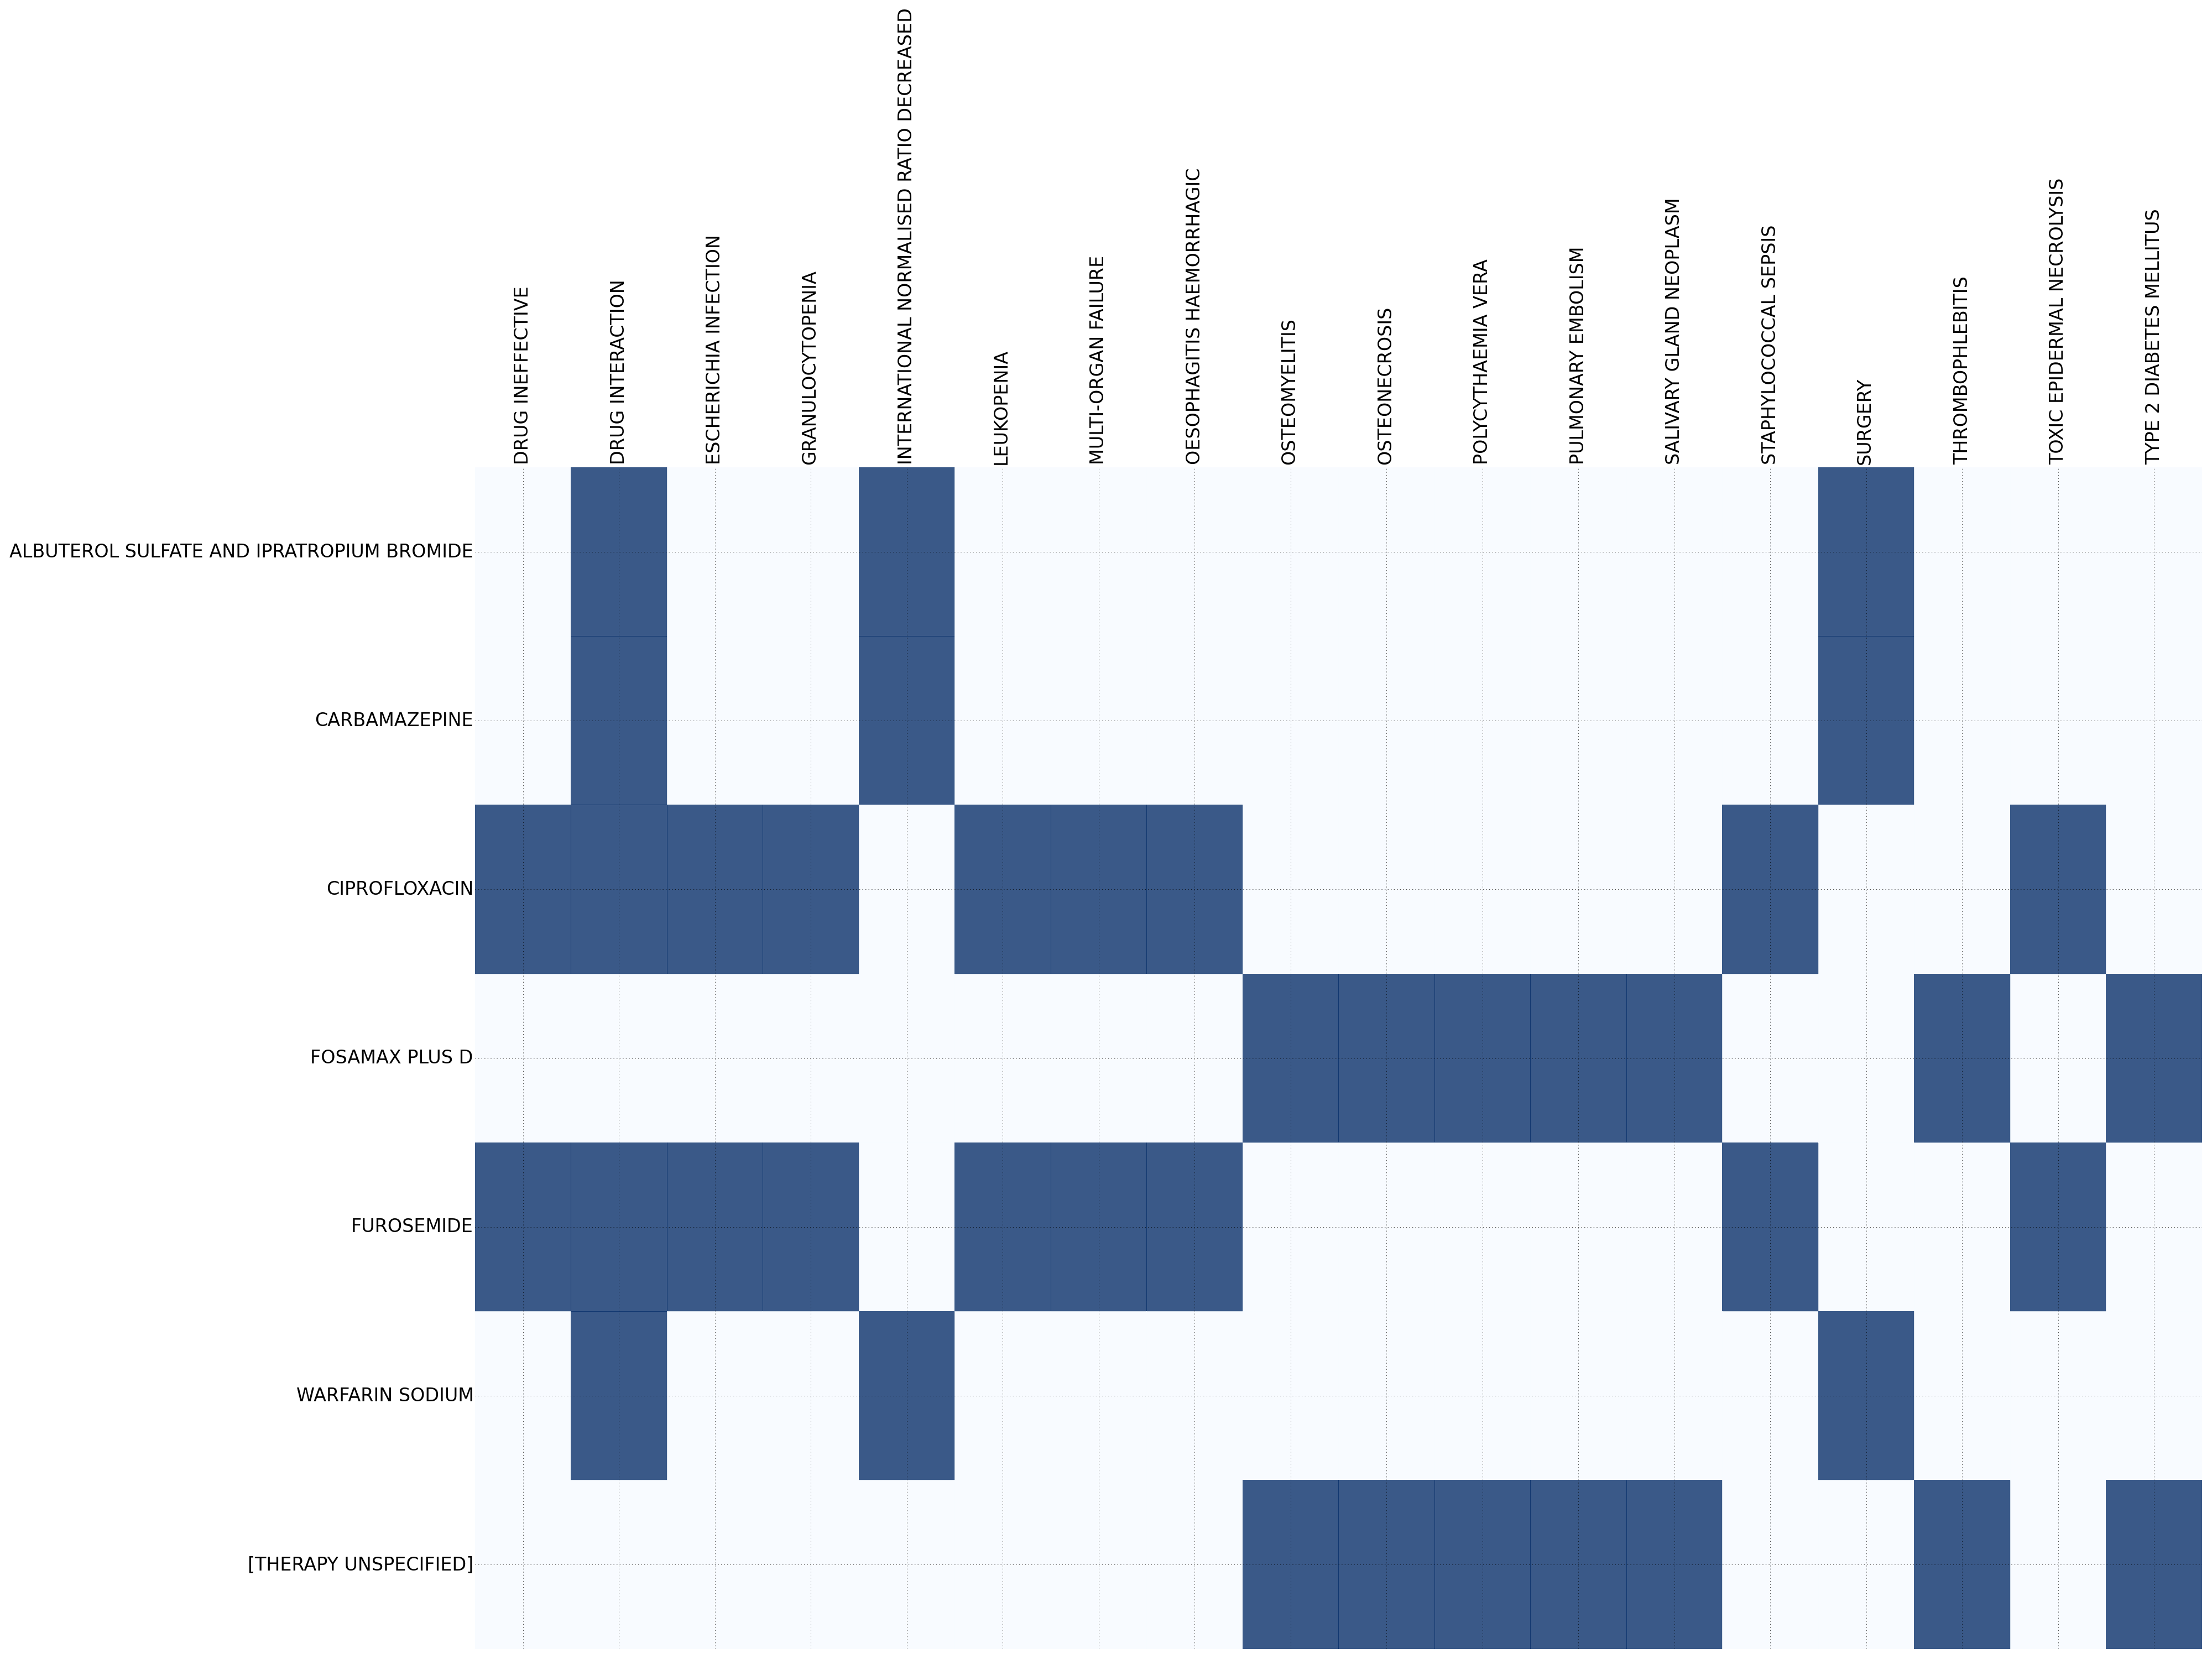 DRUG INEFFECTIVE
DRUG INTERACTION
ESCHERICHIA INFECTION
GRANULOCYTOPENIA
INTERNATIONAL NORMALISED RATIO DECREASED
LEUKOPENIA
MULTI-ORGAN FAILURE
OESOPHAGITIS HAEMORRHAGIC
OSTEOMYELITIS
OSTEONECROSIS
POLYCYTHAEMIA VERA
PULMONARY EMBOLISM
SALIVARY GLAND NEOPLASM
STAPHYLOCOCCAL SEPSIS
SURGERY
THROMBOPHLEBITIS
TOXIC EPIDERMAL NECROLYSIS
TYPE 2 DIABETES MELLITUS
ALBUTEROL SULFATE AND IPRATROPIUM BROMIDE
CARBAMAZEPINE
CIPROFLOXACIN
FOSAMAX PLUS D
FUROSEMIDE
WARFARIN SODIUM
[THERAPY UNSPECIFIED]